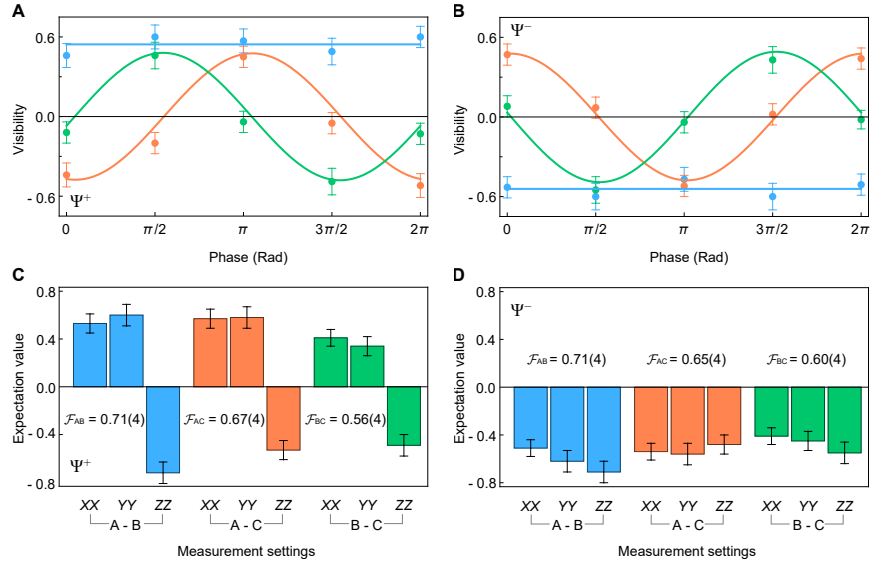 A
0.6
0.0
- 0.6
Visibility
Ψ⁺
0 π/2 π 3π/2 2π
Phase (Rad)
B
Ψ⁻
0.6
0.0
- 0.6
Visibility
0 π/2 π 3π/2 2π
Phase (Rad)
C
0.8
0.4
0.0
- 0.4
- 0.8
Expectation value
ℱAB = 0.71(4) ℱAC = 0.67(4) ℱBC = 0.56(4)
Ψ⁺
XX YY ZZ XX YY ZZ XX YY ZZ
A - B A - C B - C
Measurement settings
D
Ψ⁻
0.8
0.4
0.0
- 0.4
- 0.8
Expectation value
ℱAB = 0.71(4) ℱAC = 0.65(4) ℱBC = 0.60(4)
XX YY ZZ XX YY ZZ XX YY ZZ
A - B A - C B - C
Measurement settings